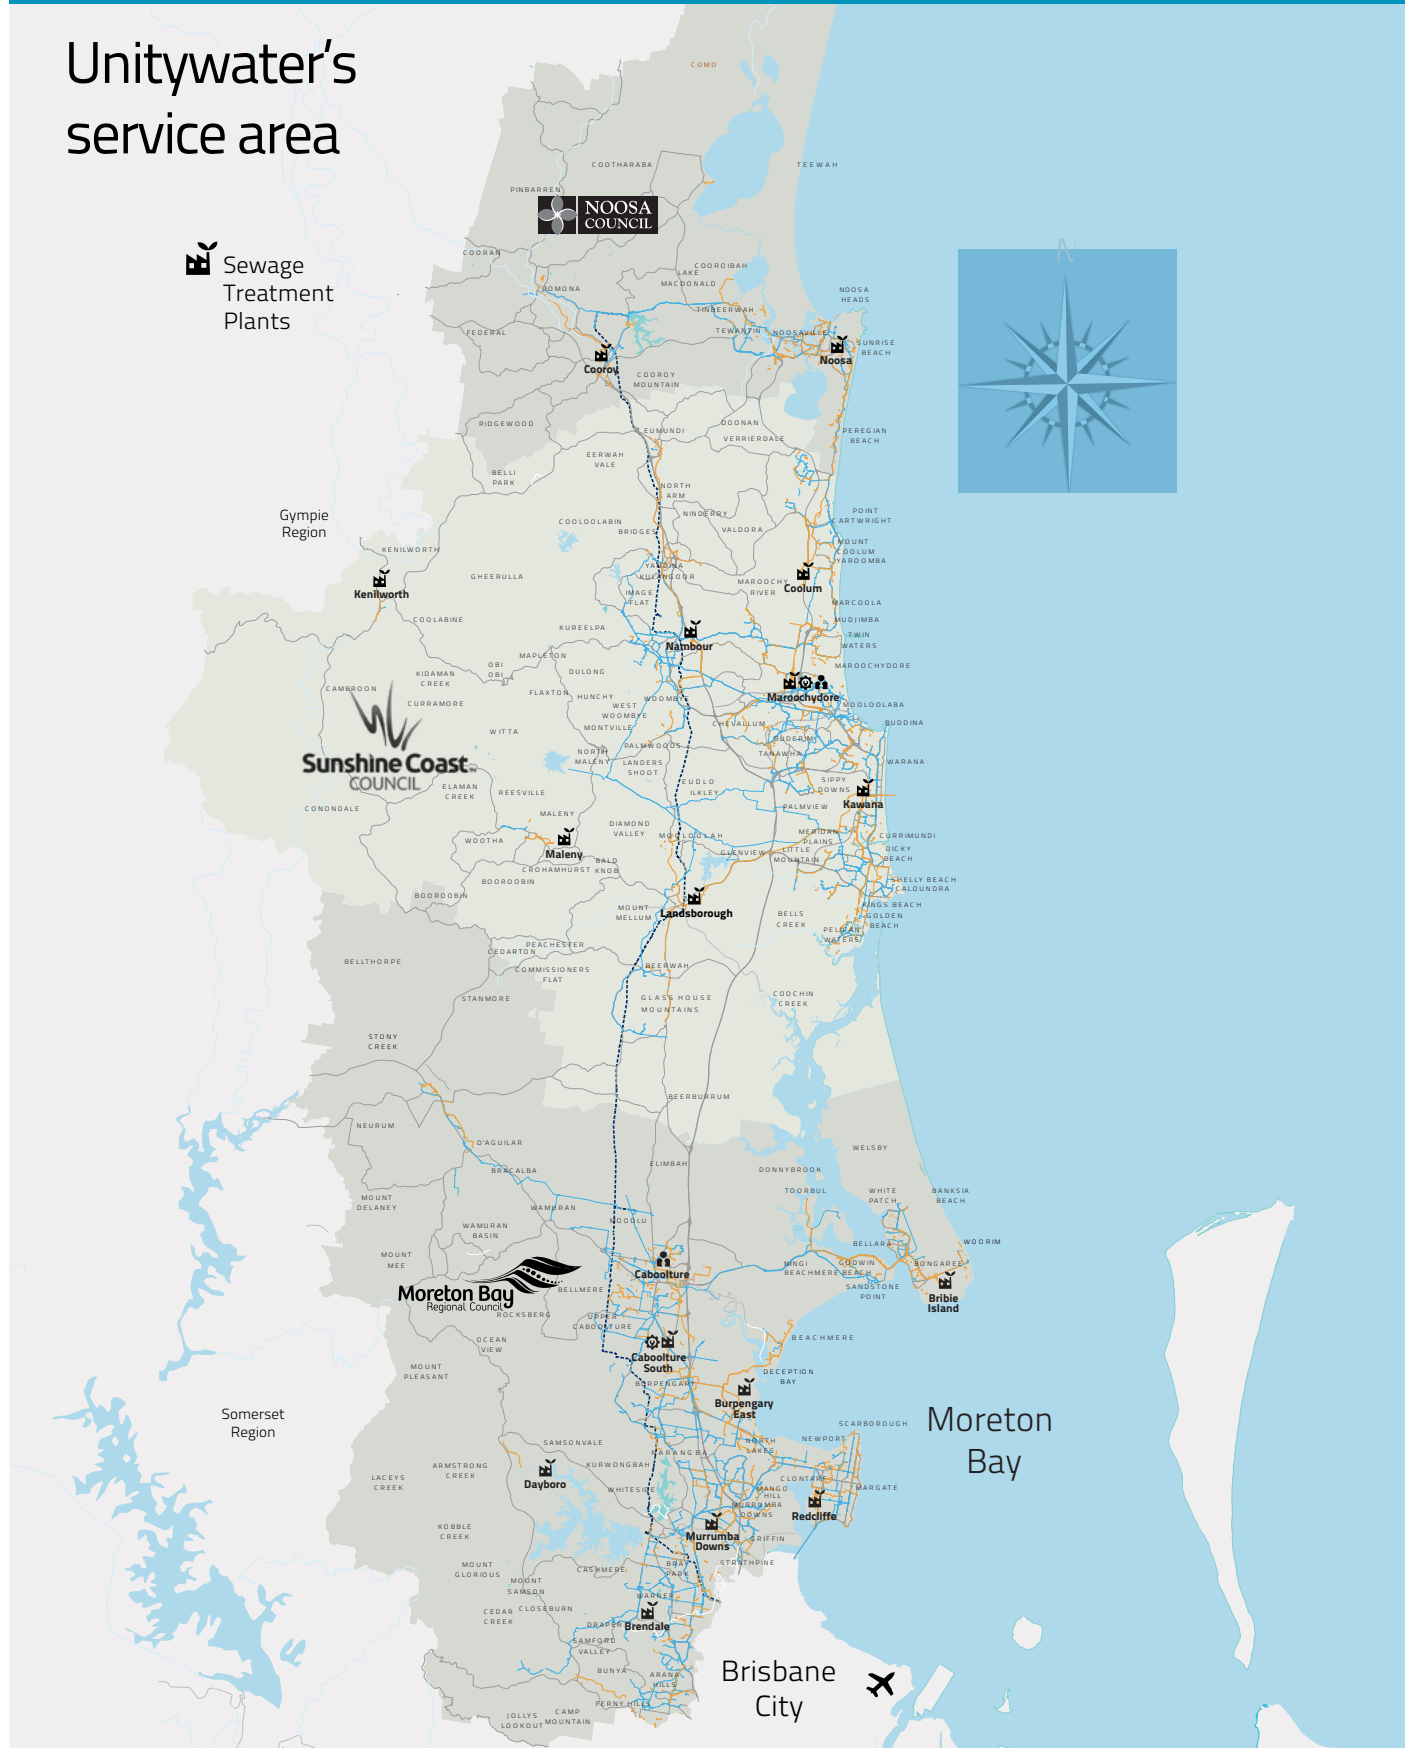 Unitywater's
service area
COMO
COOTHARABA
TEEWAH
PINBARREN
NOOSA
COUNCIL
Sewage
Treatment
Plants
N
COORAN
COOROIBAH
LAKE
MACDONALD
POMONA
NOOSA
HEADS
TINBEERWAH
FEDERAL
TEWANTIN
NOOSAVILLE
SUNRISE
BEACH
Noosa
Cooroy
COOROY
MOUNTAIN
RIDGEWOOD
DOONAN
EUMUNDI
VERRIERDALE
PEREGIAN
BEACH
EERWAH
VALE
BELLI
PARK
NORTH
ARM
Gympie
Region
NINDERRY
POINT
CARTWRIGHT
COOLOOLABIN
BRIDGES
VALDORA
KENILWORTH
MOUNT
COOLUM
YAROOMBA
YANDINA
KULANGOOR
GHEERULLA
MAROOCHY
RIVER
Coolum
Kenilworth
IMAGE
FLAT
MARCOOLA
COOLABINE
MUDJIMBA
KUREELPA
TWIN
WATERS
Nambour
MAPLETON
OBI
OBI
MAROOCHYDORE
KIDAMAN
CREEK
DULONG
CAMBROON
FLAXTON
HUNCHY
WOOMBYE
Maroochydore
CURRAMORE
WEST
WOOMBYE
MOOLOOLABA
WITTA
MONTVILLE
CHEVALLUM
BUDDINA
BUDERIM
PALMWOODS
TANAWHA
NORTH
MALENY
LANDERS
SHOOT
WARANA
Sunshine Coast
COUNCIL
EUDLO
ILKLEY
SIPPY
DOWNS
ELAMAN
CREEK
REESVILLE
Kawana
PALMVIEW
CONONDALE
MALENY
DIAMOND
VALLEY
MOOLOOLAH
MERIDAN
PLAINS
CURRIMUNDI
WOOTHA
Maleny
GLENVIEW
LITTLE
MOUNTAIN
DICKY
BEACH
BALD
KNOB
CROHAMHURST
BOOROOBIN
SHELLY BEACH
CALOUNDRA
BOOROOBIN
KINGS BEACH
GOLDEN
BEACH
MOUNT
MELLUM
Landsborough
BELLS
CREEK
PELICAN
WATERS
PEACHESTER
CEDARTON
BELLTHORPE
COMMISSIONERS
FLAT
BEERWAH
STANMORE
GLASS HOUSE
MOUNTAINS
COOCHIN
CREEK
STONY
CREEK
BEERBURRUM
NEURUM
D'AGUILAR
WELSBY
BRACALBA
ELIMBAH
DONNYBROOK
MOUNT
DELANEY
TOORBUL
WHITE
PATCH
BANKSIA
BEACH
WAMURAN
WAMURAN
BASIN
MOODLU
BELLARA
WOORIM
MOUNT
MEE
Caboolture
NINGI
GODWIN
BEACH
BEACHMERE
BONGAREE
SANDSTONE
POINT
Bribie
Island
Moreton Bay
Regional Council
BELLMERE
ROCKSBERG
UPPER
CABOOLTURE
OCEAN
VIEW
BEACHMERE
Caboolture
South
MOUNT
PLEASANT
DECEPTION
BAY
BURPENGARY
Burpengary
East
Somerset
Region
SCARBOROUGH
Moreton
Bay
NORTH
LAKES
NEWPORT
SAMSONVALE
NARANGBA
KURWONGBAH
ARMSTRONG
CREEK
LACEYS
CREEK
Dayboro
WHITESIDE
CLONTARF
MARGATE
MANGO
HILL
MURRUMBA
DOWNS
Redcliffe
KOBBLE
CREEK
Murrumba
Downs
GRIFFIN
MOUNT
GLORIOUS
CASHMERE
BRAY
PARK
STRATHPINE
MOUNT
SAMSON
WARNER
CEDAR
CREEK
CLOSEBURN
DRAPER
Brendale
SAMFORD
VALLEY
BUNYA
ARANA
HILLS
Brisbane
City
FERNY HILLS
JOLLYS
LOOKOUT
CAMP
MOUNTAIN